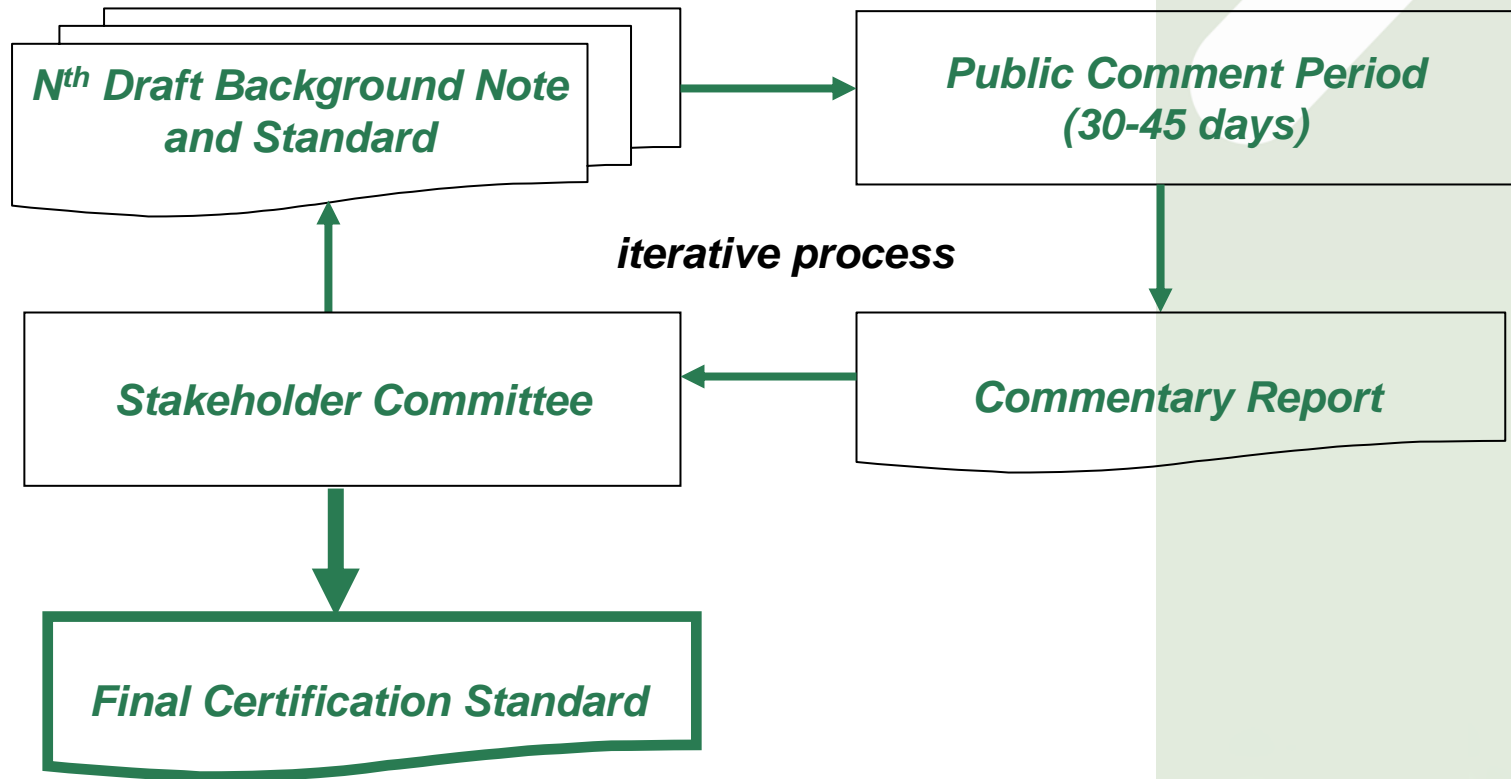 Nth Draft Background Note
and Standard
Public Comment Period
(30-45 days)
iterative process
Stakeholder Committee
Commentary Report
Final Certification Standard